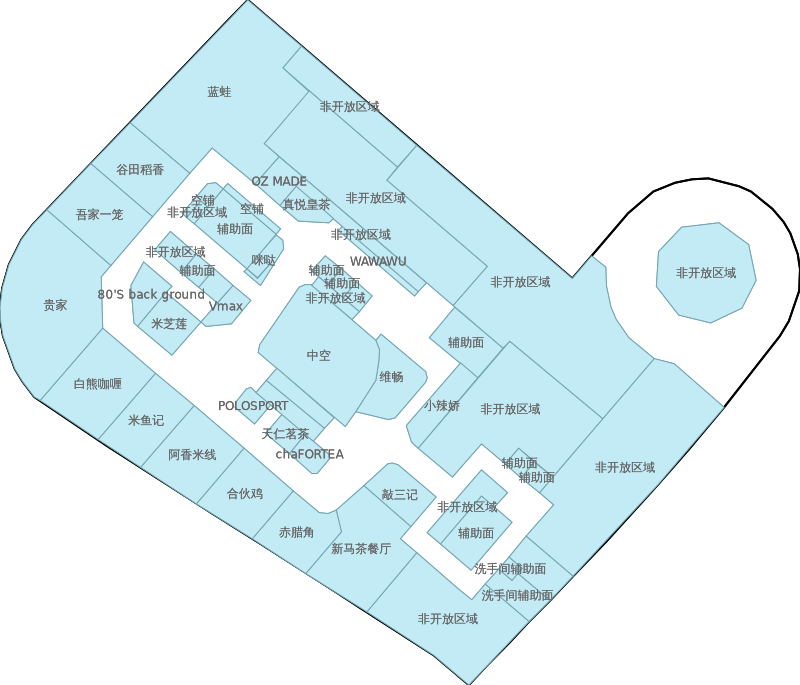 蓝蛙
非开放区域
谷田稻香
OZ MADE
空铺
真悦皇茶
非开放区域
空铺
非开放区域
吾家一笼
辅助面
非开放区域
非开放区域
咪哒
WAWAWU
辅助面
辅助面
非开放区域
辅助面
非开放区域
80'S back ground
非开放区域
贵家
Vmax
米芝莲
辅助面
中空
维畅
白熊咖喱
POLOSPORT
小辣娇
非开放区域
米鱼记
天仁茗茶
阿香米线
chaFORTEA
辅助面
非开放区域
辅助面
合伙鸡
敲三记
非开放区域
赤腊角
辅助面
新马茶餐厅
洗手间辅助面
洗手间辅助面
非开放区域